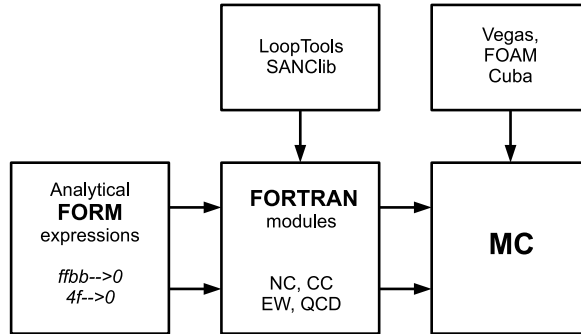 LoopTools
SANClib
Vegas,
FOAM
Cuba
Analytical
FORM
expressions
ffbb-->0
4f-->0
FORTRAN
modules
NC, CC
EW, QCD
MC